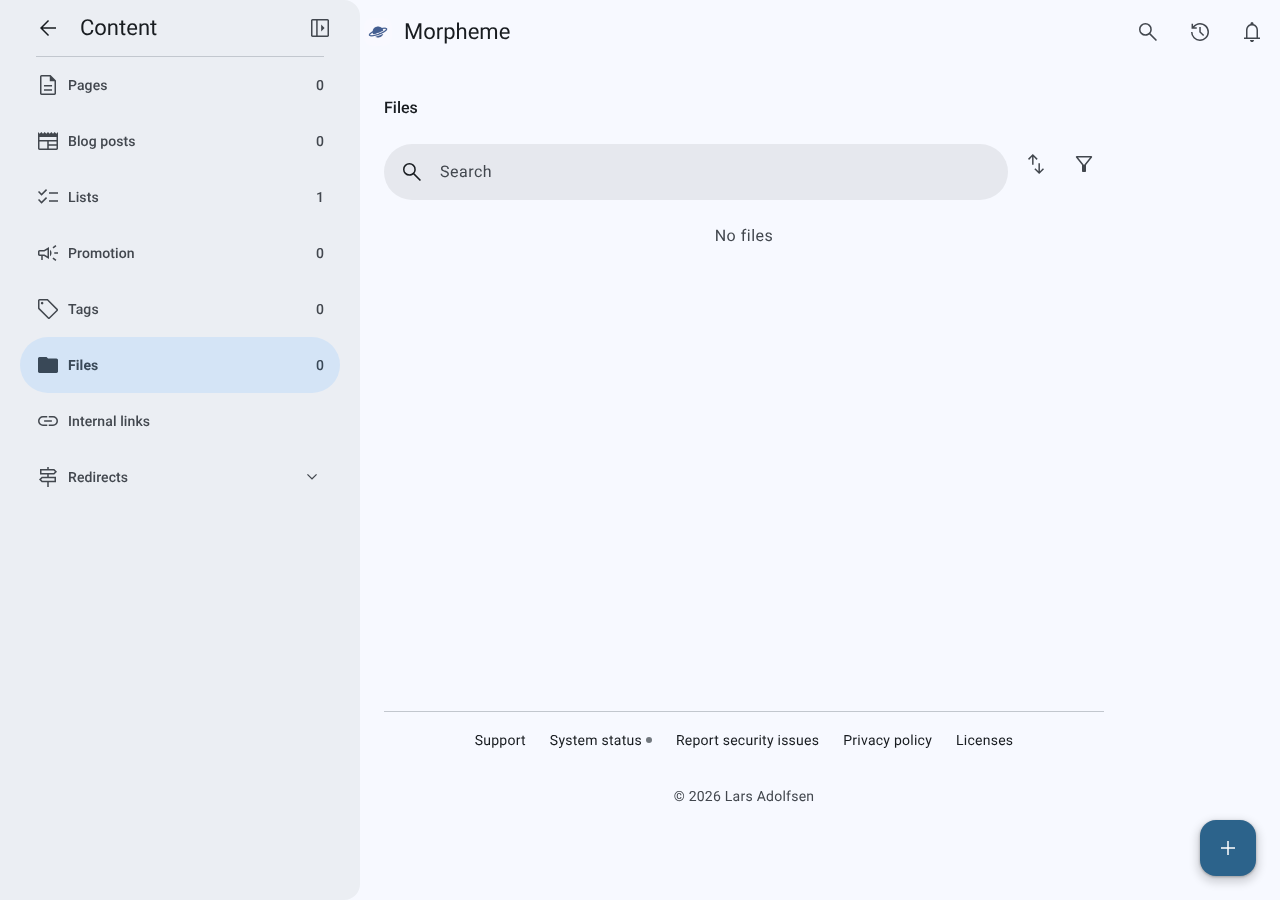 Content
Pages 0
Blog posts 0
Lists 1
Promotion 0
Tags 0
Files 0
Internal links
Redirects
Morpheme
Files
Search
No files
Support System status Report security issues Privacy policy Licenses
© 2026 Lars Adolfsen